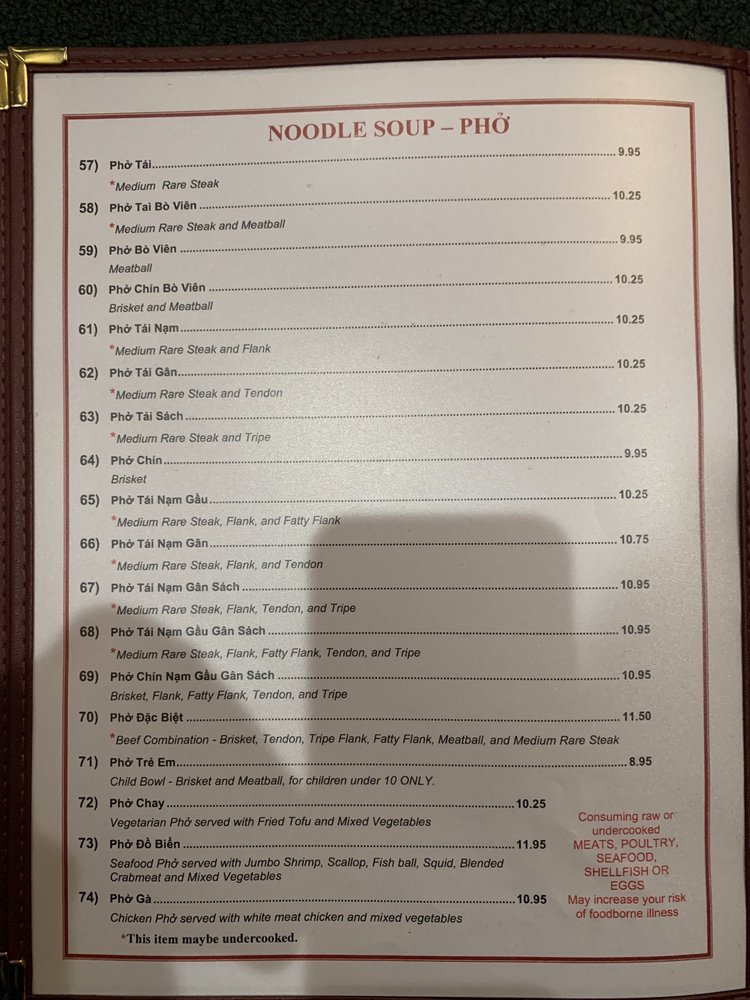 NOODLE SOUP – PHỞ
57) Phở Tái 9.95
*Medium Rare Steak
58) Phở Taì Bò Viên 10.25
*Medium Rare Steak and Meatball
59) Phở Bò Viên 9.95
Meatball
60) Phở Chín Bò Viên 10.25
Brisket and Meatball
61) Phở Tái Nạm 10.25
*Medium Rare Steak and Flank
62) Phở Tái Gân 10.25
*Medium Rare Steak and Tendon
63) Phở Tái Sách 10.25
*Medium Rare Steak and Tripe
64) Phở Chín 9.95
Brisket
65) Phở Tái Nạm Gầu 10.25
*Medium Rare Steak, Flank, and Fatty Flank
66) Phở Tái Nạm Gân 10.75
*Medium Rare Steak, Flank, and Tendon
67) Phở Tái Nạm Gân Sách 10.95
*Medium Rare Steak, Flank, Tendon, and Tripe
68) Phở Tái Nạm Gầu Gân Sách 10.95
*Medium Rare Steak, Flank, Fatty Flank, Tendon, and Tripe
69) Phở Chín Nạm Gầu Gân Sách 10.95
Brisket, Flank, Fatty Flank, Tendon, and Tripe
70) Phở Đặc Biệt 11.50
*Beef Combination - Brisket, Tendon, Tripe Flank, Fatty Flank, Meatball, and Medium Rare Steak
71) Phở Trẻ Em 8.95
Child Bowl - Brisket and Meatball, for children under 10 ONLY.
72) Phở Chay 10.25
Vegetarian Phở served with Fried Tofu and Mixed Vegetables
73) Phở Đồ Biển 11.95
Seafood Phở served with Jumbo Shrimp, Scallop, Fish ball, Squid, Blended
Crabmeat and Mixed Vegetables
74) Phở Gà 10.95
Chicken Phở served with white meat chicken and mixed vegetables
*This item maybe undercooked.
Consuming raw or
undercooked
MEATS, POULTRY,
SEAFOOD,
SHELLFISH OR
EGGS
May increase your risk
of foodborne illness